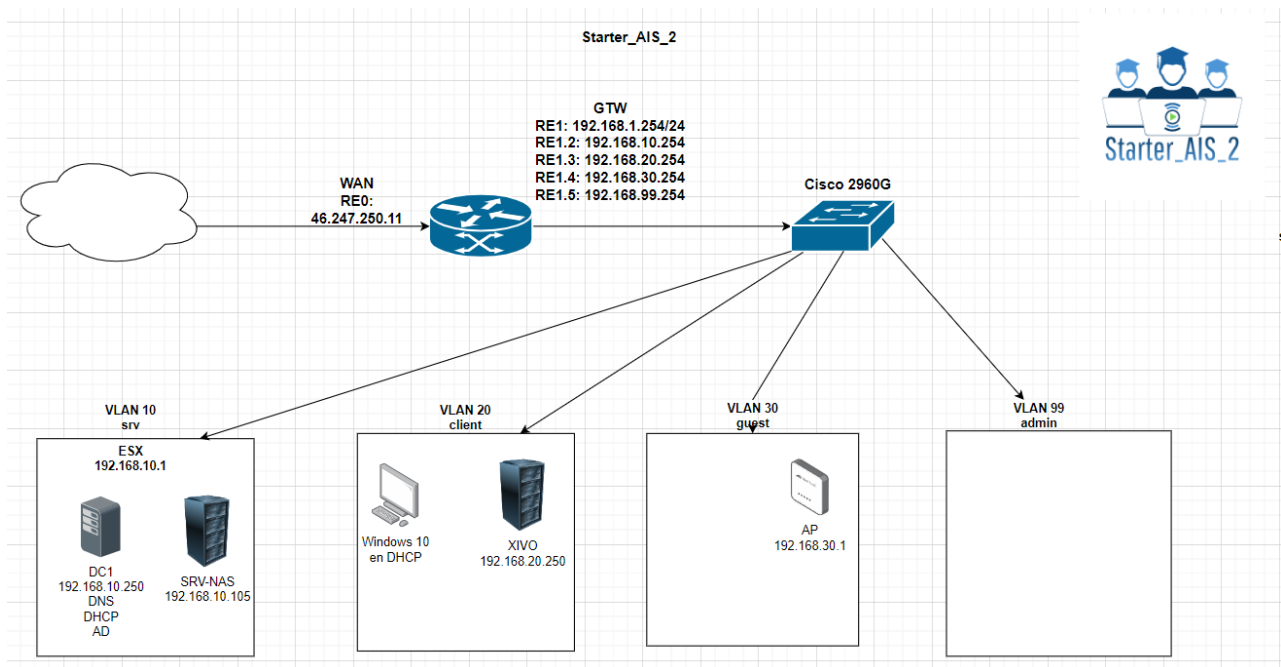 Starter_AIS_2
Starter_AIS_2
GTW
RE1: 192.168.1.254/24
RE1.2: 192.168.10.254
RE1.3: 192.168.20.254
RE1.4: 192.168.30.254
RE1.5: 192.168.99.254
WAN
RE0:
46.247.250.11
Cisco 2960G
VLAN 10
srv
ESX
192.168.10.1
DC1
192.168.10.250
DNS
DHCP
AD
SRV-NAS
192.168.10.105
VLAN 20
client
Windows 10
en DHCP
XIVO
192.168.20.250
VLAN 30
guest
AP
192.168.30.1
VLAN 99
admin